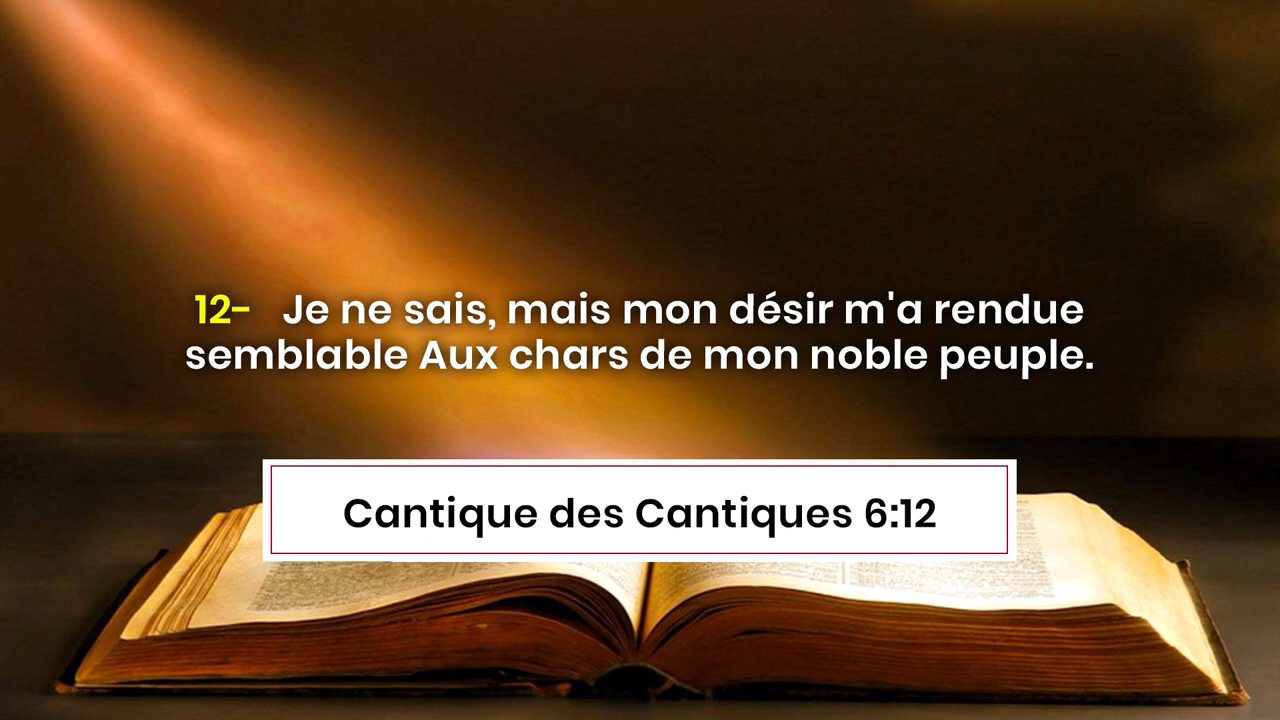 12- Je ne sais, mais mon désir m'a rendue
semblable Aux chars de mon noble peuple.
Cantique des Cantiques 6:12